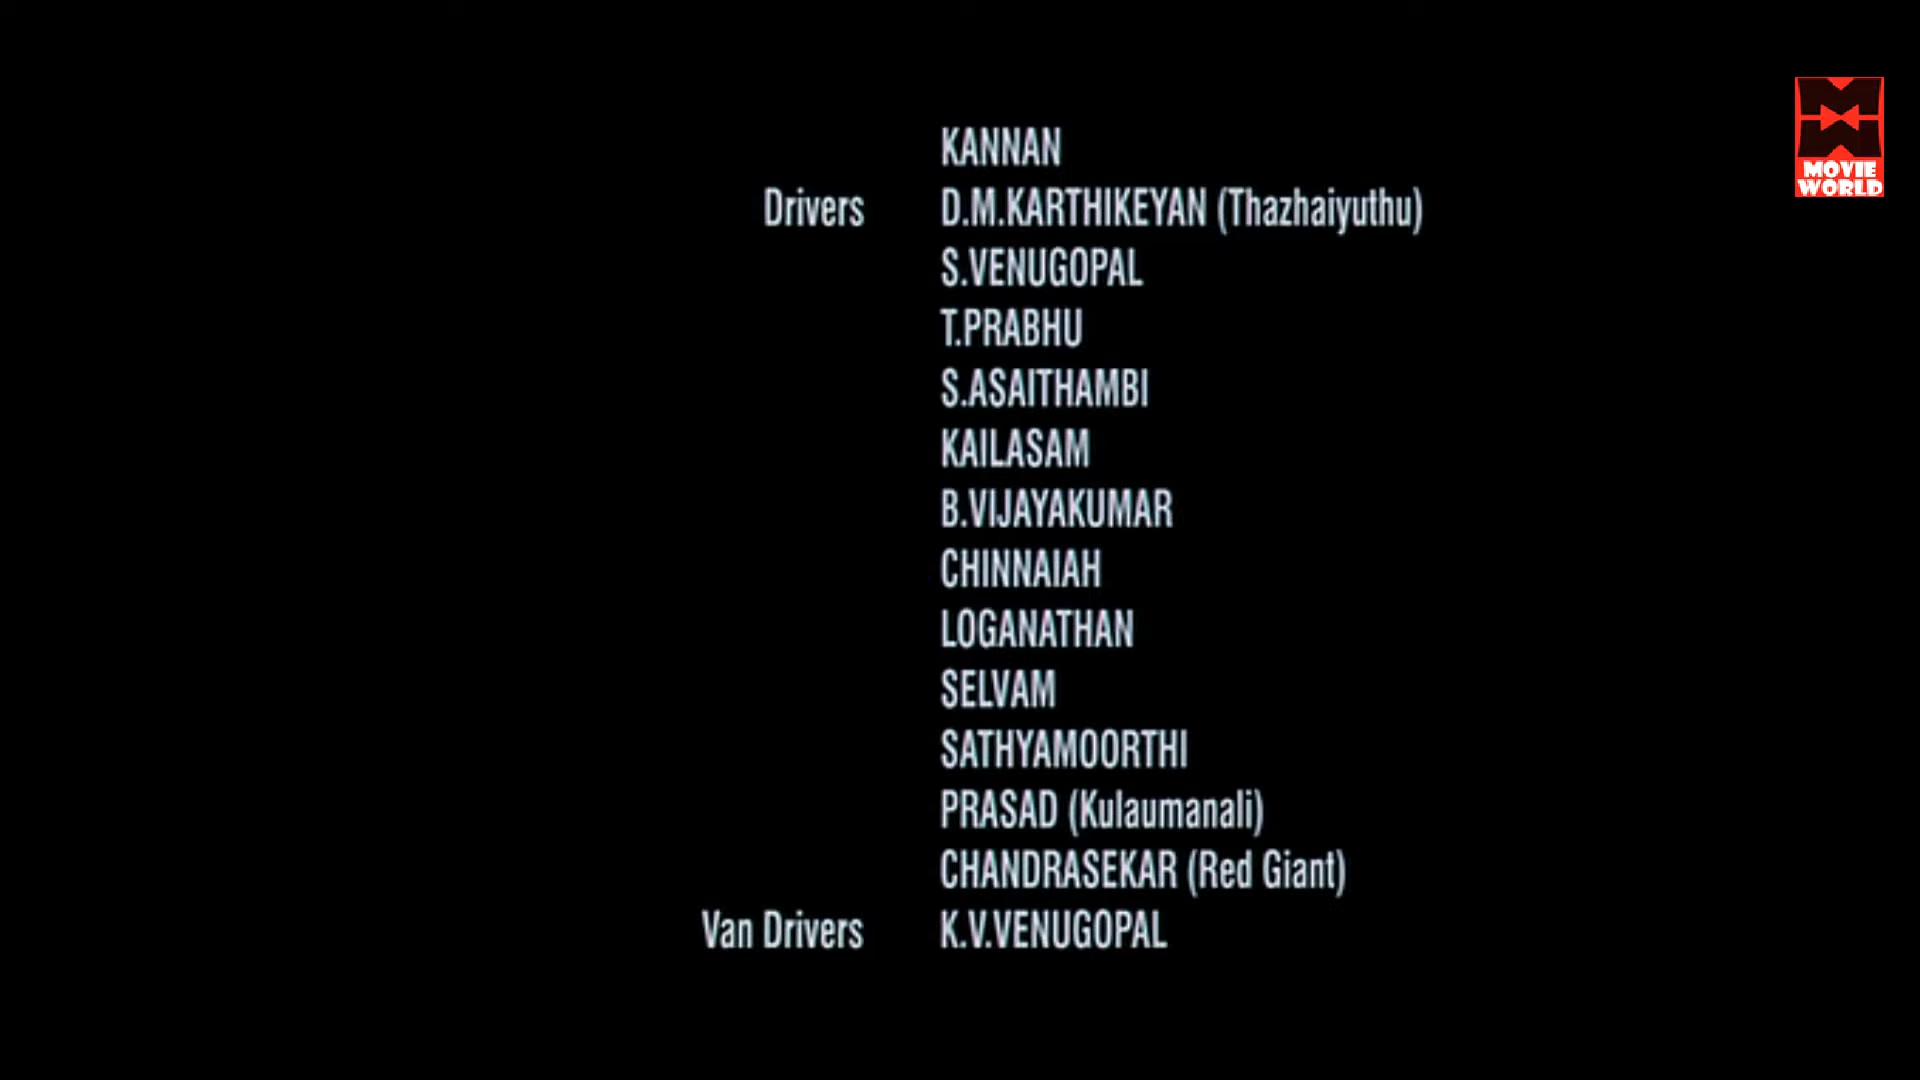 KANNAN
Drivers D.M.KARTHIKEYAN (Thazhaiyuthu)
S.VENUGOPAL
T.PRABHU
S.ASAITHAMBI
KAILASAM
B.VIJAYAKUMAR
CHINNAIAH
LOGANATHAN
SELVAM
SATHYAMOORTHI
PRASAD (Kulaumanali)
CHANDRASEKAR (Red Giant)
Van Drivers K.V.VENUGOPAL
MOVIE
WORLD